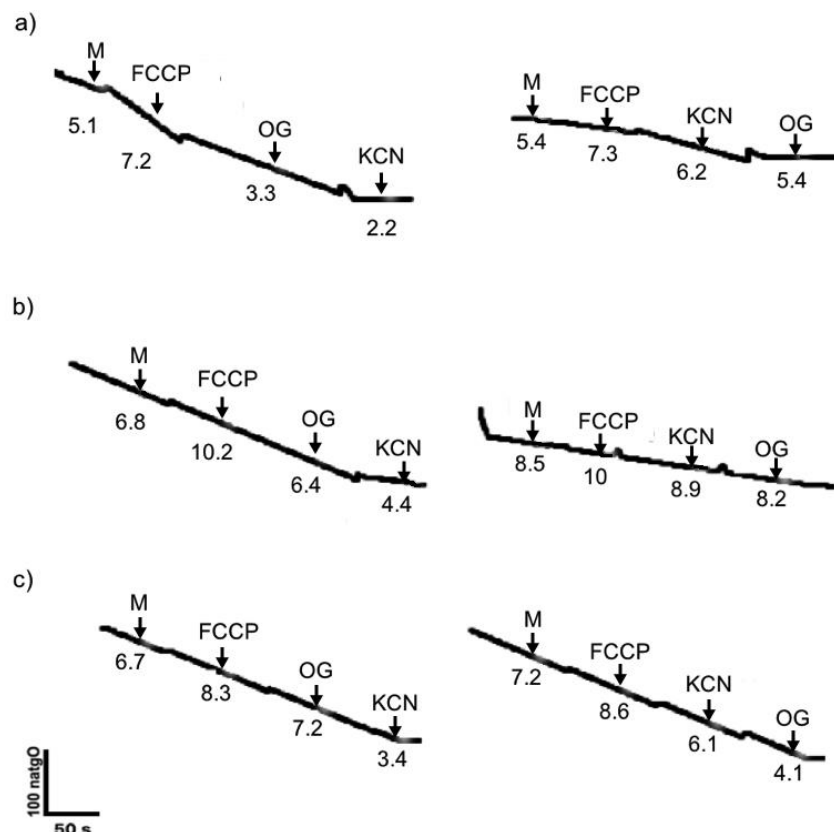 a)
M
FCCP
OG
KCN
5.1
7.2
3.3
2.2
M
FCCP
KCN
OG
5.4
7.3
6.2
5.4
b)
M
FCCP
OG
KCN
6.8
10.2
6.4
4.4
M
FCCP
KCN
OG
8.5
10
8.9
8.2
c)
M
FCCP
OG
KCN
6.7
8.3
7.2
3.4
M
FCCP
KCN
OG
7.2
8.6
6.1
4.1
100 natgO
50 s